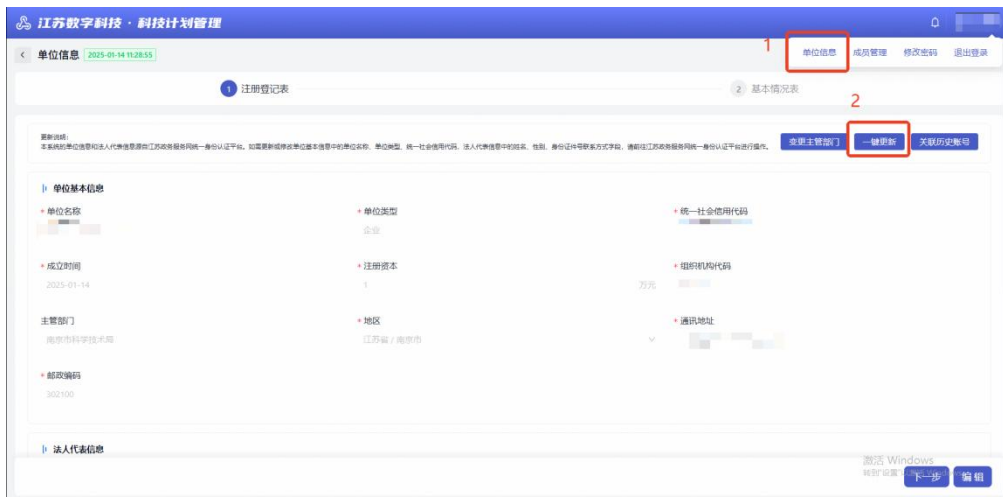 江苏数字科技 · 科技计划管理
单位信息 2025-01-14 11:28:55
1
单位信息 成员管理 修改密码 退出登录
1 注册登记表
2 基本情况表
2
更新说明:
本系统的单位信息和法人代表信息源自江苏政务服务网统一身份认证平台。如需更新或修改单位基本信息中的单位名称、单位类型、统一社会信用代码、法人代表信息中的姓名、性别、身份证件号联系方式字段,请前往江苏政务服务网统一身份认证平台进行操作。
变更主管部门 一键更新 关联历史账号
单位基本信息
* 单位名称 * 单位类型 * 统一社会信用代码
企业
* 成立时间 * 注册资本 * 组织机构代码
2025-01-14 1 万元
主管部门 * 地区 * 通讯地址
南京市科学技术局 江苏省 / 南京市
* 邮政编码
302100
法人代表信息
激活 Windows
转到"设置"以激活 Windows
下一步 编辑